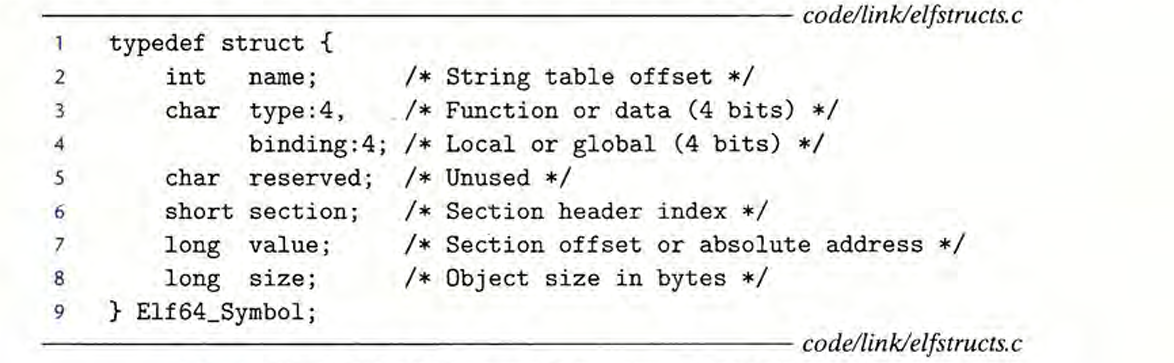 code/link/elfstructs.c
1 typedef struct {
2 int name; /* String table offset */
3 char type:4, /* Function or data (4 bits) */
4 binding:4; /* Local or global (4 bits) */
5 char reserved; /* Unused */
6 short section; /* Section header index */
7 long value; /* Section offset or absolute address */
8 long size; /* Object size in bytes */
9 } Elf64_Symbol;
code/link/elfstructs.c